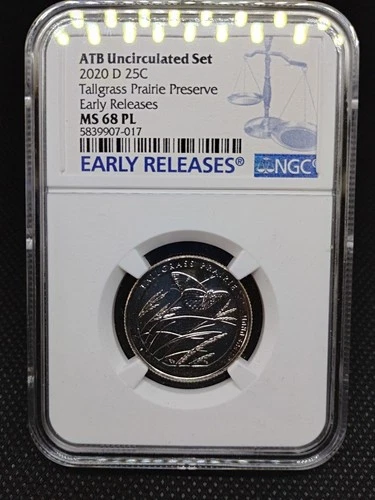 ATB Uncirculated Set
2020 D 25C
Tallgrass Prairie Preserve
Early Releases
MS 68 PL
5839907-017
EARLY RELEASES®
NGC
TALLGRASS PRAIRIE